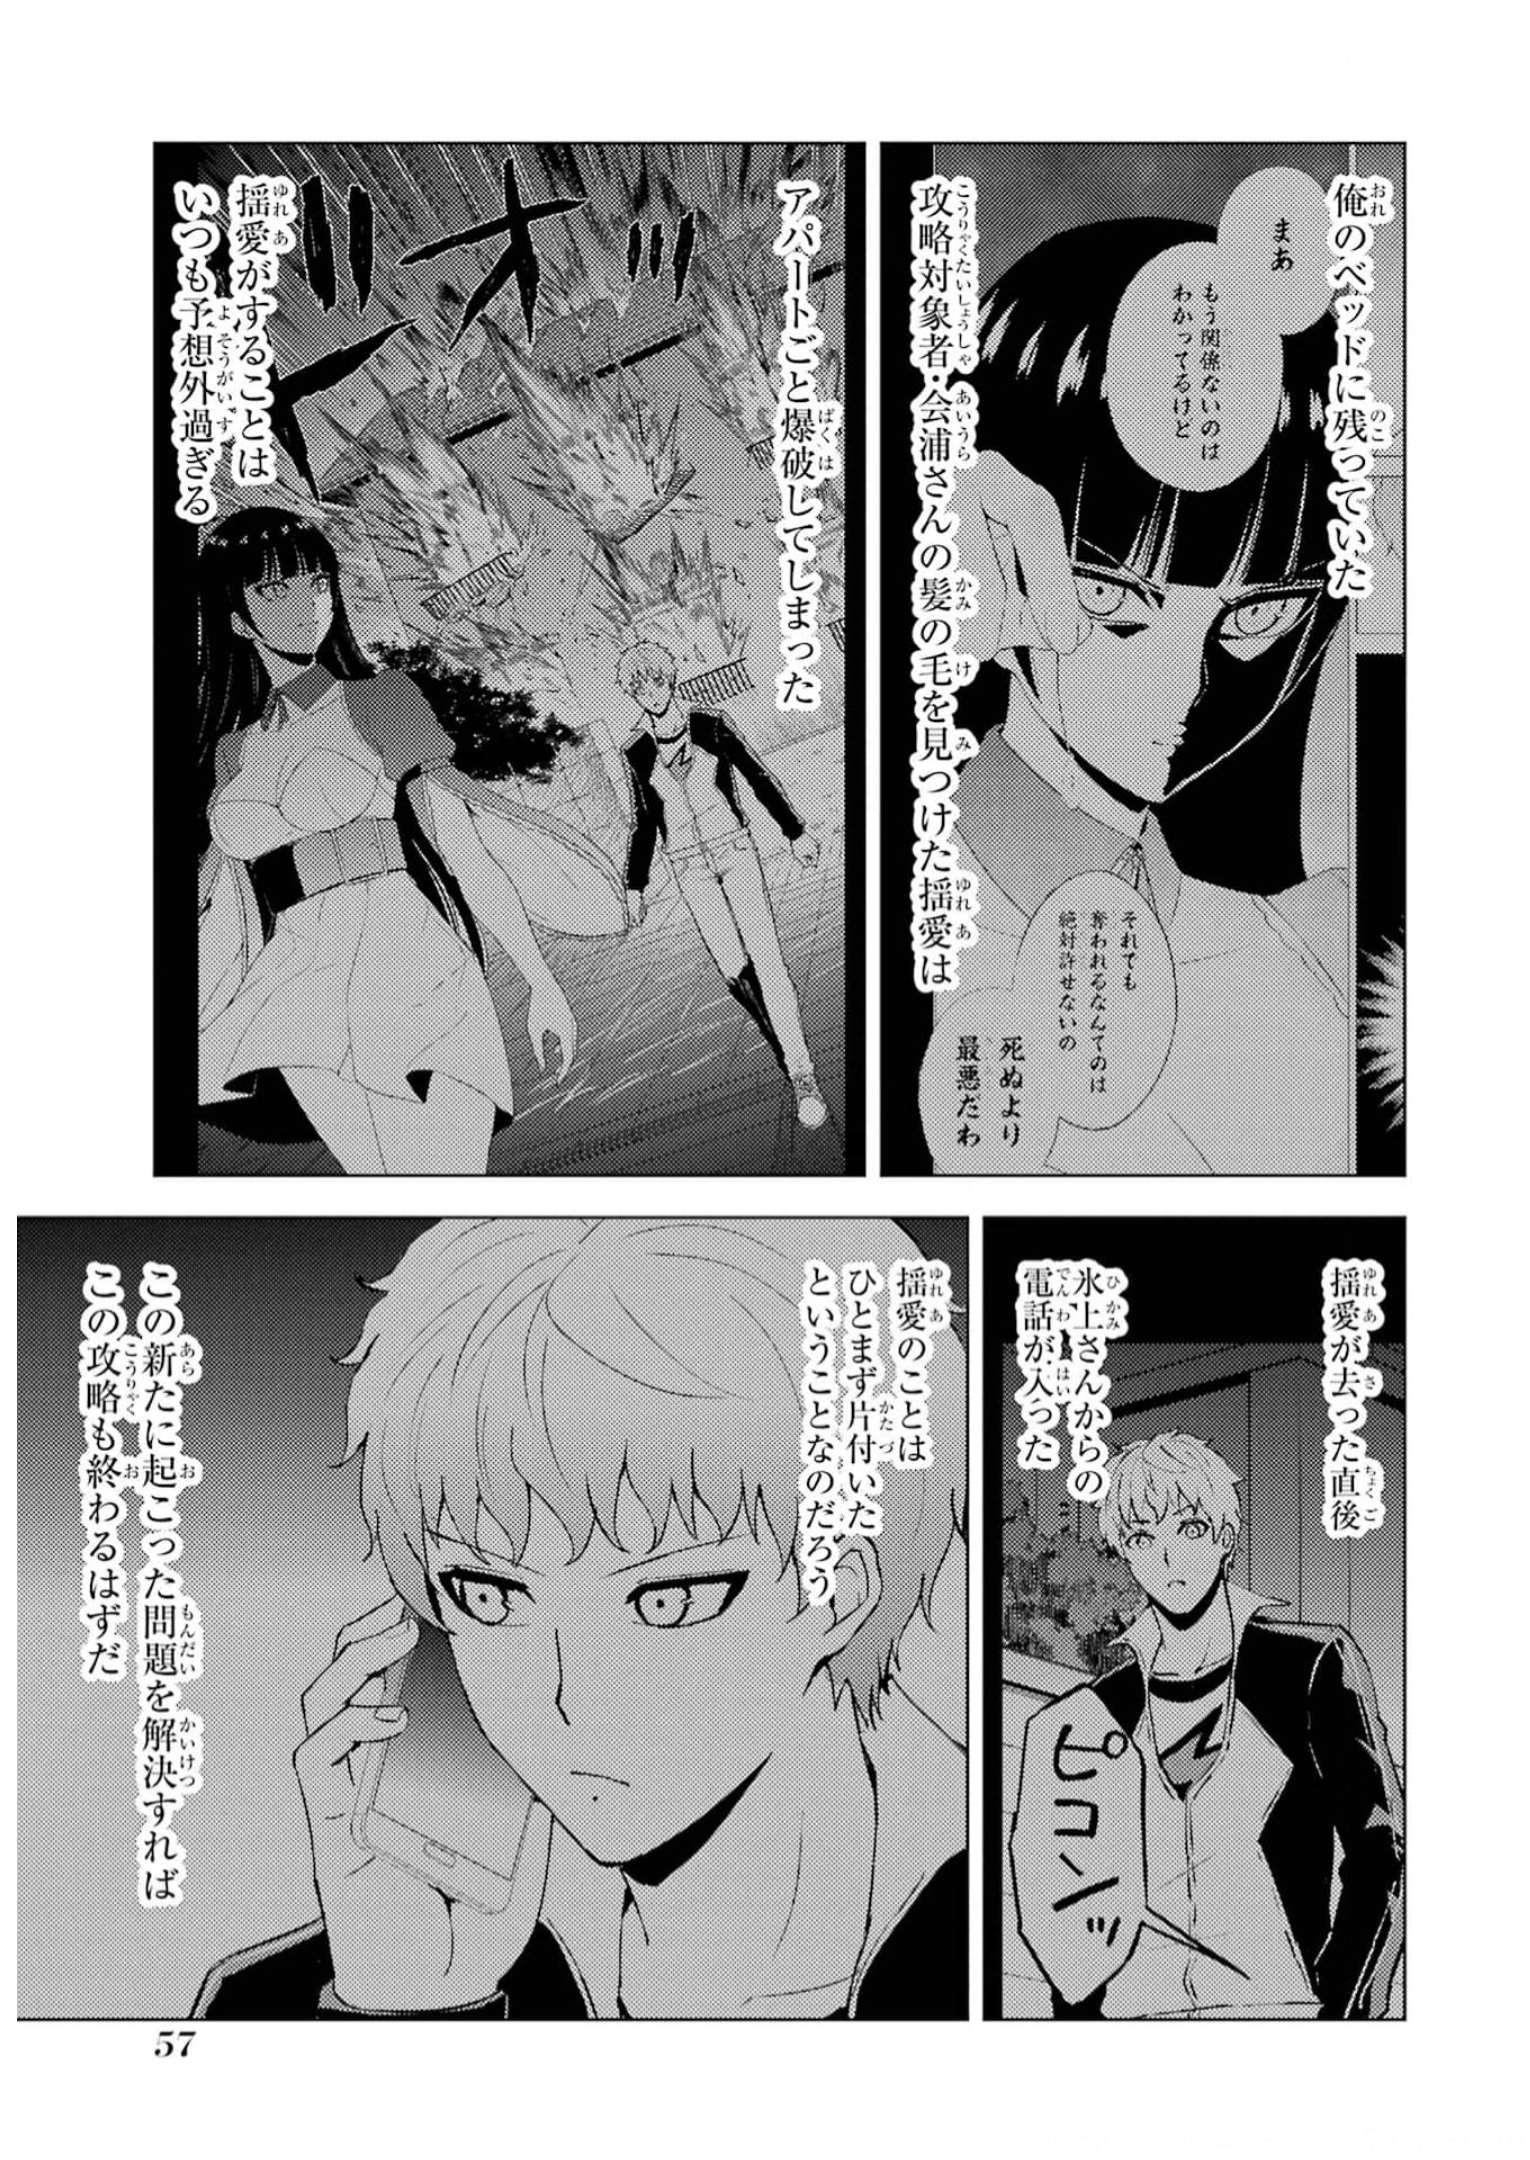 俺のベッドに残っていた
攻略対象者・会浦さんの髪の毛を見つけた揺愛は
まぁ
もう関係ないのは
わかってるけど
それでも
奪われるなんてのは
絶対許せないの
死ぬより
最悪だわ
アパートごと爆破してしまった
ドォオオ
揺愛がすることは
いつも予想外過ぎる
揺愛が去った直後
氷上さんからの
電話が入った
ピコンッ
揺愛のことは
ひとまず片付いた
ということなのだろう
この新たに起こった問題を解決すれば
この攻略も終わるはずだ
57